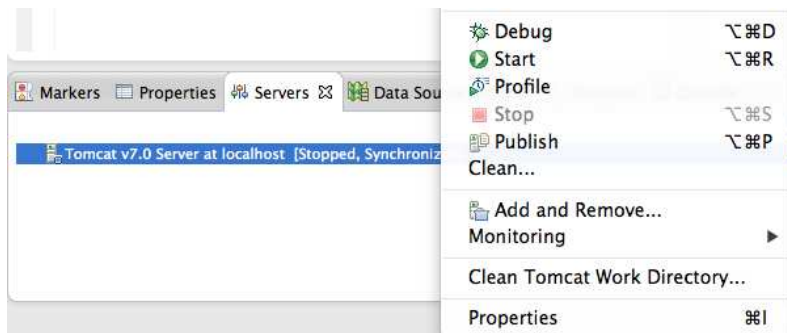 Markers Properties Servers Data Sou
Tomcat v7.0 Server at localhost [Stopped, Synchroniz
Debug ⌥⌘D
Start ⌥⌘R
Profile
Stop ⌥⌘S
Publish ⌥⌘P
Clean...
Add and Remove...
Monitoring
Clean Tomcat Work Directory...
Properties ⌘I